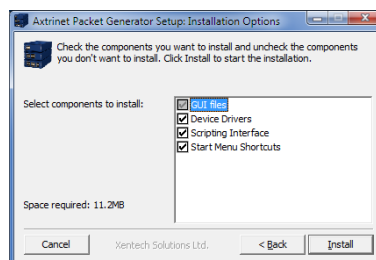 Axtrinet Packet Generator Setup: Installation Options
Check the components you want to install and uncheck the components
you don't want to install. Click Install to start the installation.
Select components to install:
GUI files
Device Drivers
Scripting Interface
Start Menu Shortcuts
Space required: 11.2MB
Cancel
Xentech Solutions Ltd.
< Back
Install